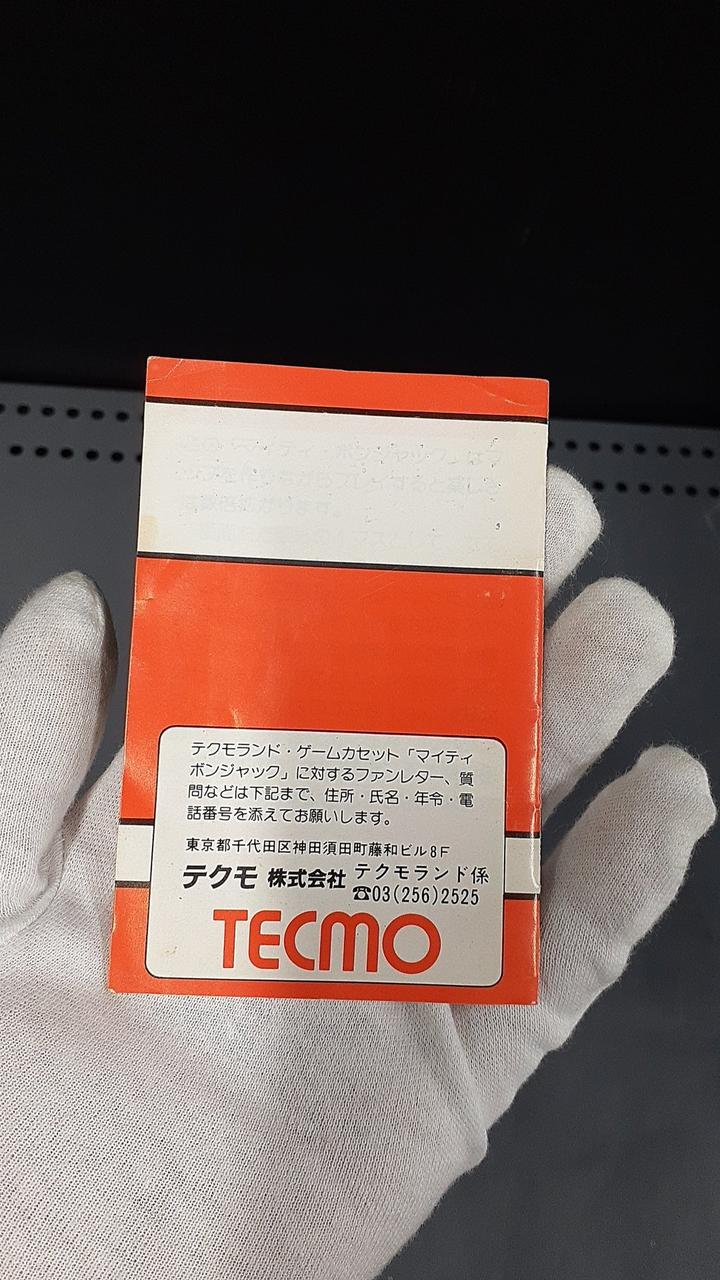 テクモランド・ゲームカセット「マイティ
ボンジャック」に対するファンレター、質
問などは下記まで、住所・氏名・年令・電
話番号を添えてお願いします。
東京都千代田区神田須田町藤和ビル8F
テクモ 株式会社 テクモランド係
☎03(256)2525
TECMO